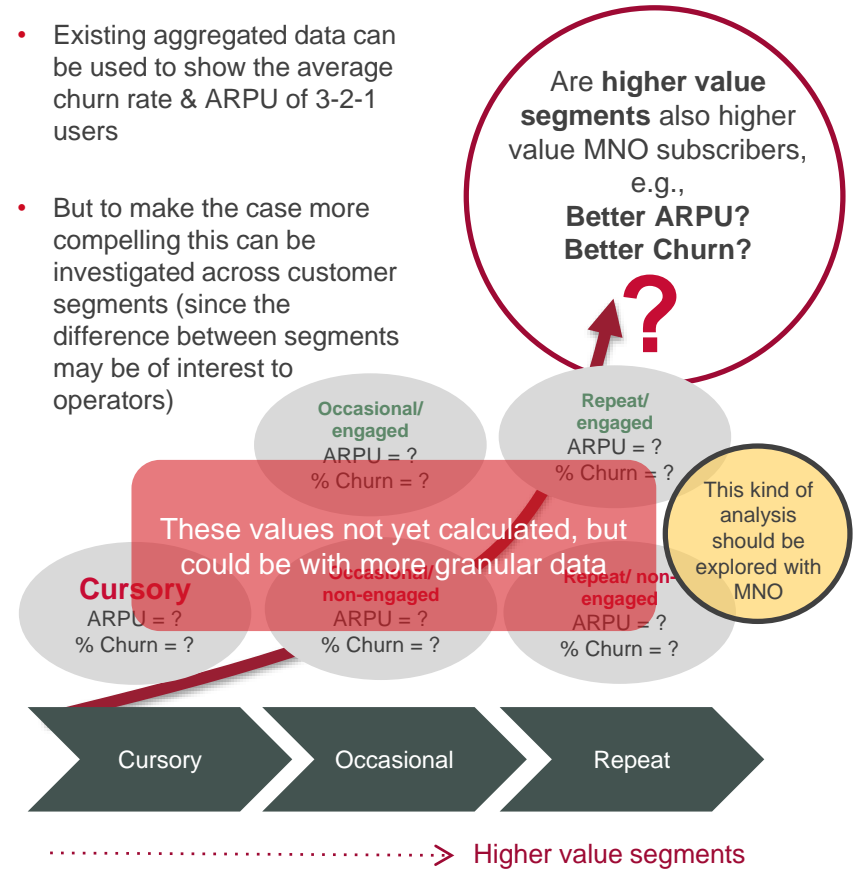 • Existing aggregated data can
be used to show the average
churn rate & ARPU of 3-2-1
users
• But to make the case more
compelling this can be
investigated across customer
segments (since the
difference between segments
may be of interest to
operators)
Are higher value
segments also higher
value MNO subscribers,
e.g.,
Better ARPU?
Better Churn?
?
Occasional/
engaged
ARPU = ?
% Churn = ?
Repeat/
engaged
ARPU = ?
% Churn = ?
This kind of
analysis
should be
explored with
MNO
These values not yet calculated, but
could be with more granular data
Cursory
ARPU = ?
% Churn = ?
Occasional/
non-engaged
ARPU = ?
% Churn = ?
Repeat/ non-
engaged
ARPU = ?
% Churn = ?
Cursory
Occasional
Repeat
Higher value segments